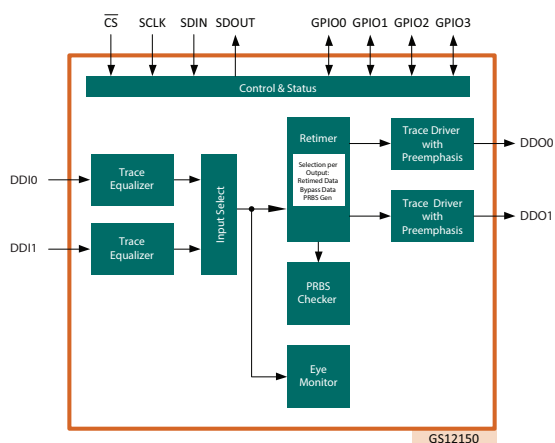 CS SCLK SDIN SDOUT GPIO0 GPIO1 GPIO2 GPIO3
Control & Status
Retimer
Selection per
Output:
Retimed Data
Bypass Data
PRBS Gen
Trace Driver
with
Preemphasis
DDO0
DDI0
Trace
Equalizer
Input Select
Trace Driver
with
Preemphasis
DDO1
DDI1
Trace
Equalizer
PRBS
Checker
Eye
Monitor
GS12150